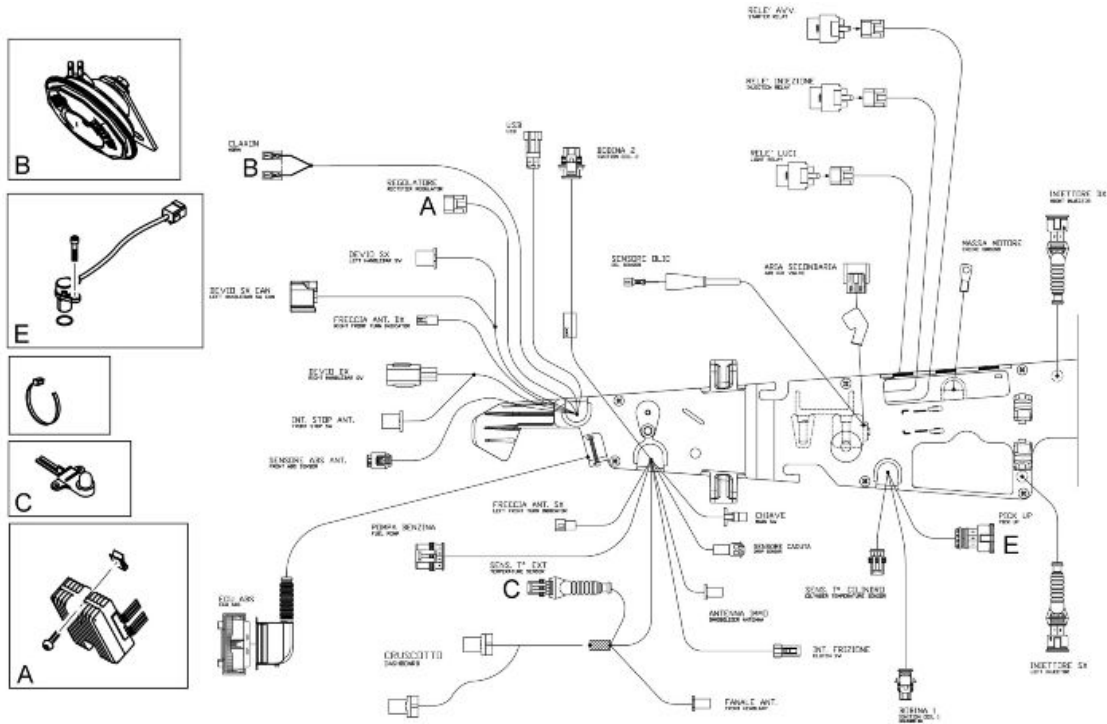 B
E
C
A
CLAXON
HORN
B
REGOLATORE
RECTIFIER REGULATOR
A
DEVIO SX
LEFT HANDLEBAR SW
DEVIO SX CAN
LEFT HANDLEBAR SW CAN
FRECCIA ANT. DX
RIGHT FRONT TURN INDICATOR
DEVIO DX
RIGHT HANDLEBAR SW
INT. STOP ANT.
FRONT STOP SW
SENSORE ABS ANT.
FRONT ABS SENSOR
USB
USB
BOBINA 2
IGNITION COIL 2
RELE' AVV.
STARTER RELAY
RELE' INIEZIONE
INJECTION RELAY
RELE' LUCI
LIGHT RELAY
SENSORE OLIO
OIL SENSOR
ARIA SECONDARIA
MASSA MOTORE
ENGINE GROUND
INIETTORE DX
RIGHT INJECTOR
FRECCIA ANT. SX
LEFT FRONT TURN INDICATOR
POMPA BENZINA
FUEL PUMP
SENS. T° EXT
TEMPERATURE SENSOR
C
ECU ABS
ECU ABS
CRUSCOTTO
DASHBOARD
CHIAVE
MAIN SW
SENSORE CADUTA
DROP SENSOR
ANTENNA IMMO
IMMOBILIZER ANTENNA
INT. FRIZIONE
CLUTCH SW
FANALE ANT.
FRONT HEADLIGHT
SENS. T° CILINDRO
CYLINDER TEMPERATURE SENSOR
PICK UP
PICK UP
E
BOBINA 1
IGNITION COIL 1
INIETTORE SX
LEFT INJECTOR